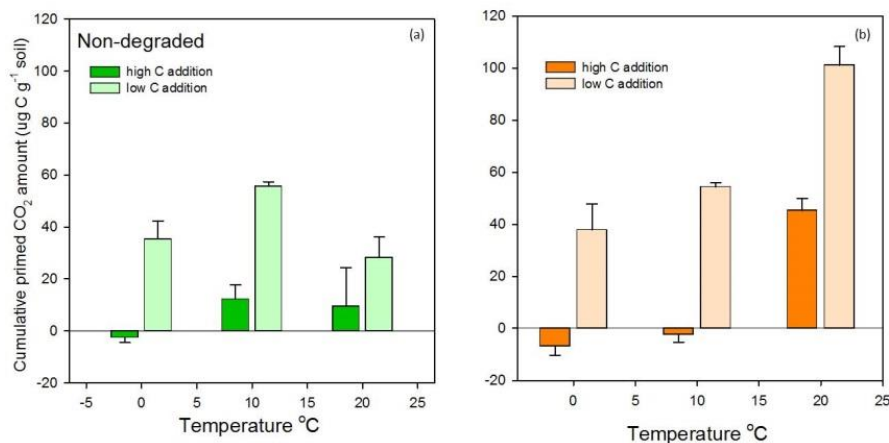 Cumulative primed CO₂ amount (ug C g⁻¹ soil)
120
100
80
60
40
20
0
-20
Non-degraded
(a)
high C addition
low C addition
-5
0
5
10
15
20
25
Temperature °C
120
100
80
60
40
20
0
-20
(b)
high C addition
low C addition
0
5
10
15
20
25
Temperature °C